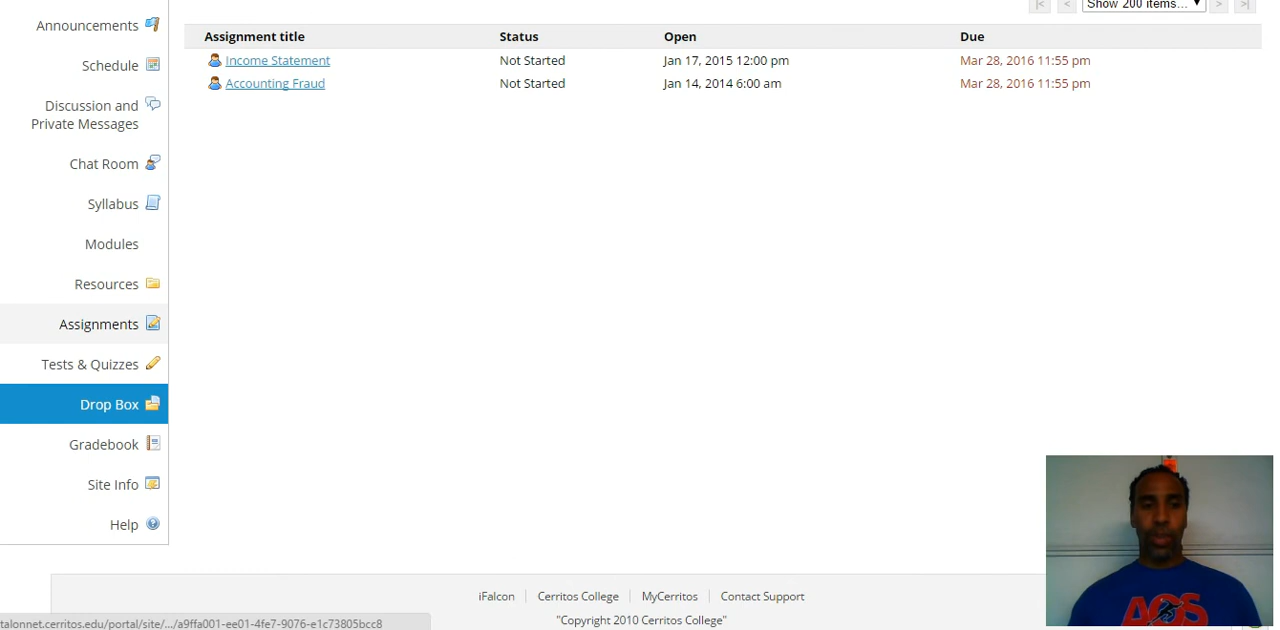 Announcements
Schedule
Discussion and
Private Messages
Chat Room
Syllabus
Modules
Resources
Assignments
Tests & Quizzes
Drop Box
Gradebook
Site Info
Help
|< < Show 200 items... > >|
Assignment title Status Open Due
Income Statement Not Started Jan 17, 2015 12:00 pm Mar 28, 2016 11:55 pm
Accounting Fraud Not Started Jan 14, 2014 6:00 am Mar 28, 2016 11:55 pm
AOS
iFalcon Cerritos College MyCerritos Contact Support
"Copyright 2010 Cerritos College"
talonnet.cerritos.edu/portal/site/.../a9ffa001-ee01-4fe7-9076-e1c73805bcc8